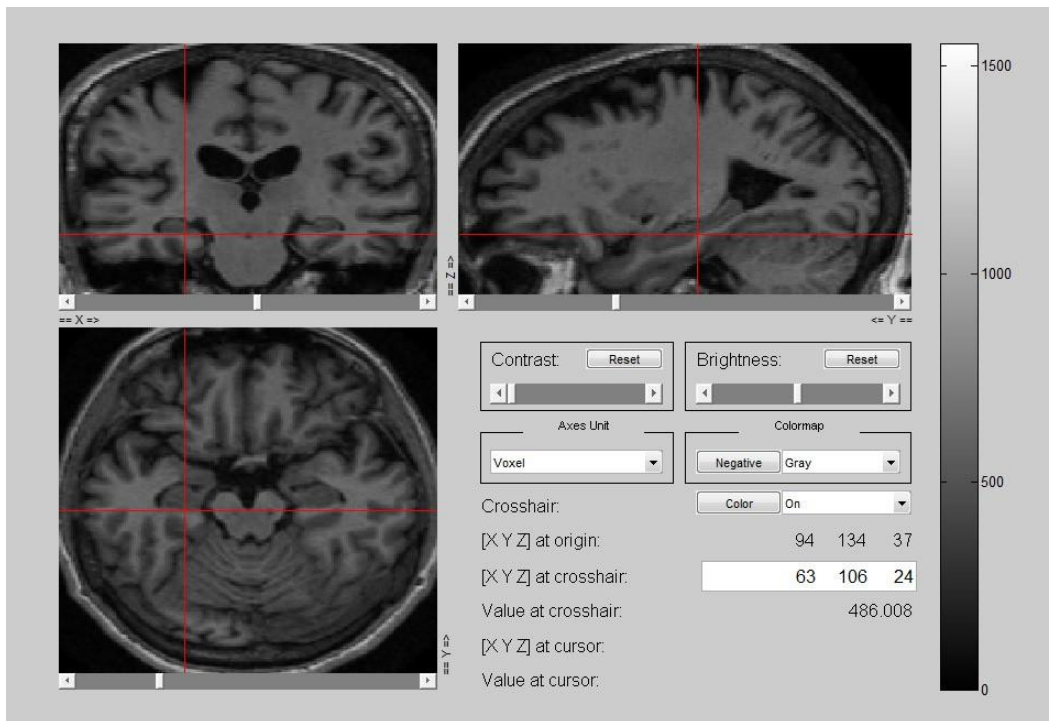 1500
1000
500
0
== Z =>
== X =>
<= Y ==
== Y =>
Contrast: Reset
Brightness: Reset
Axes Unit
Voxel
Colormap
Negative Gray
Crosshair: Color On
[X Y Z] at origin: 94 134 37
[X Y Z] at crosshair: 63 106 24
Value at crosshair: 486.008
[X Y Z] at cursor:
Value at cursor: